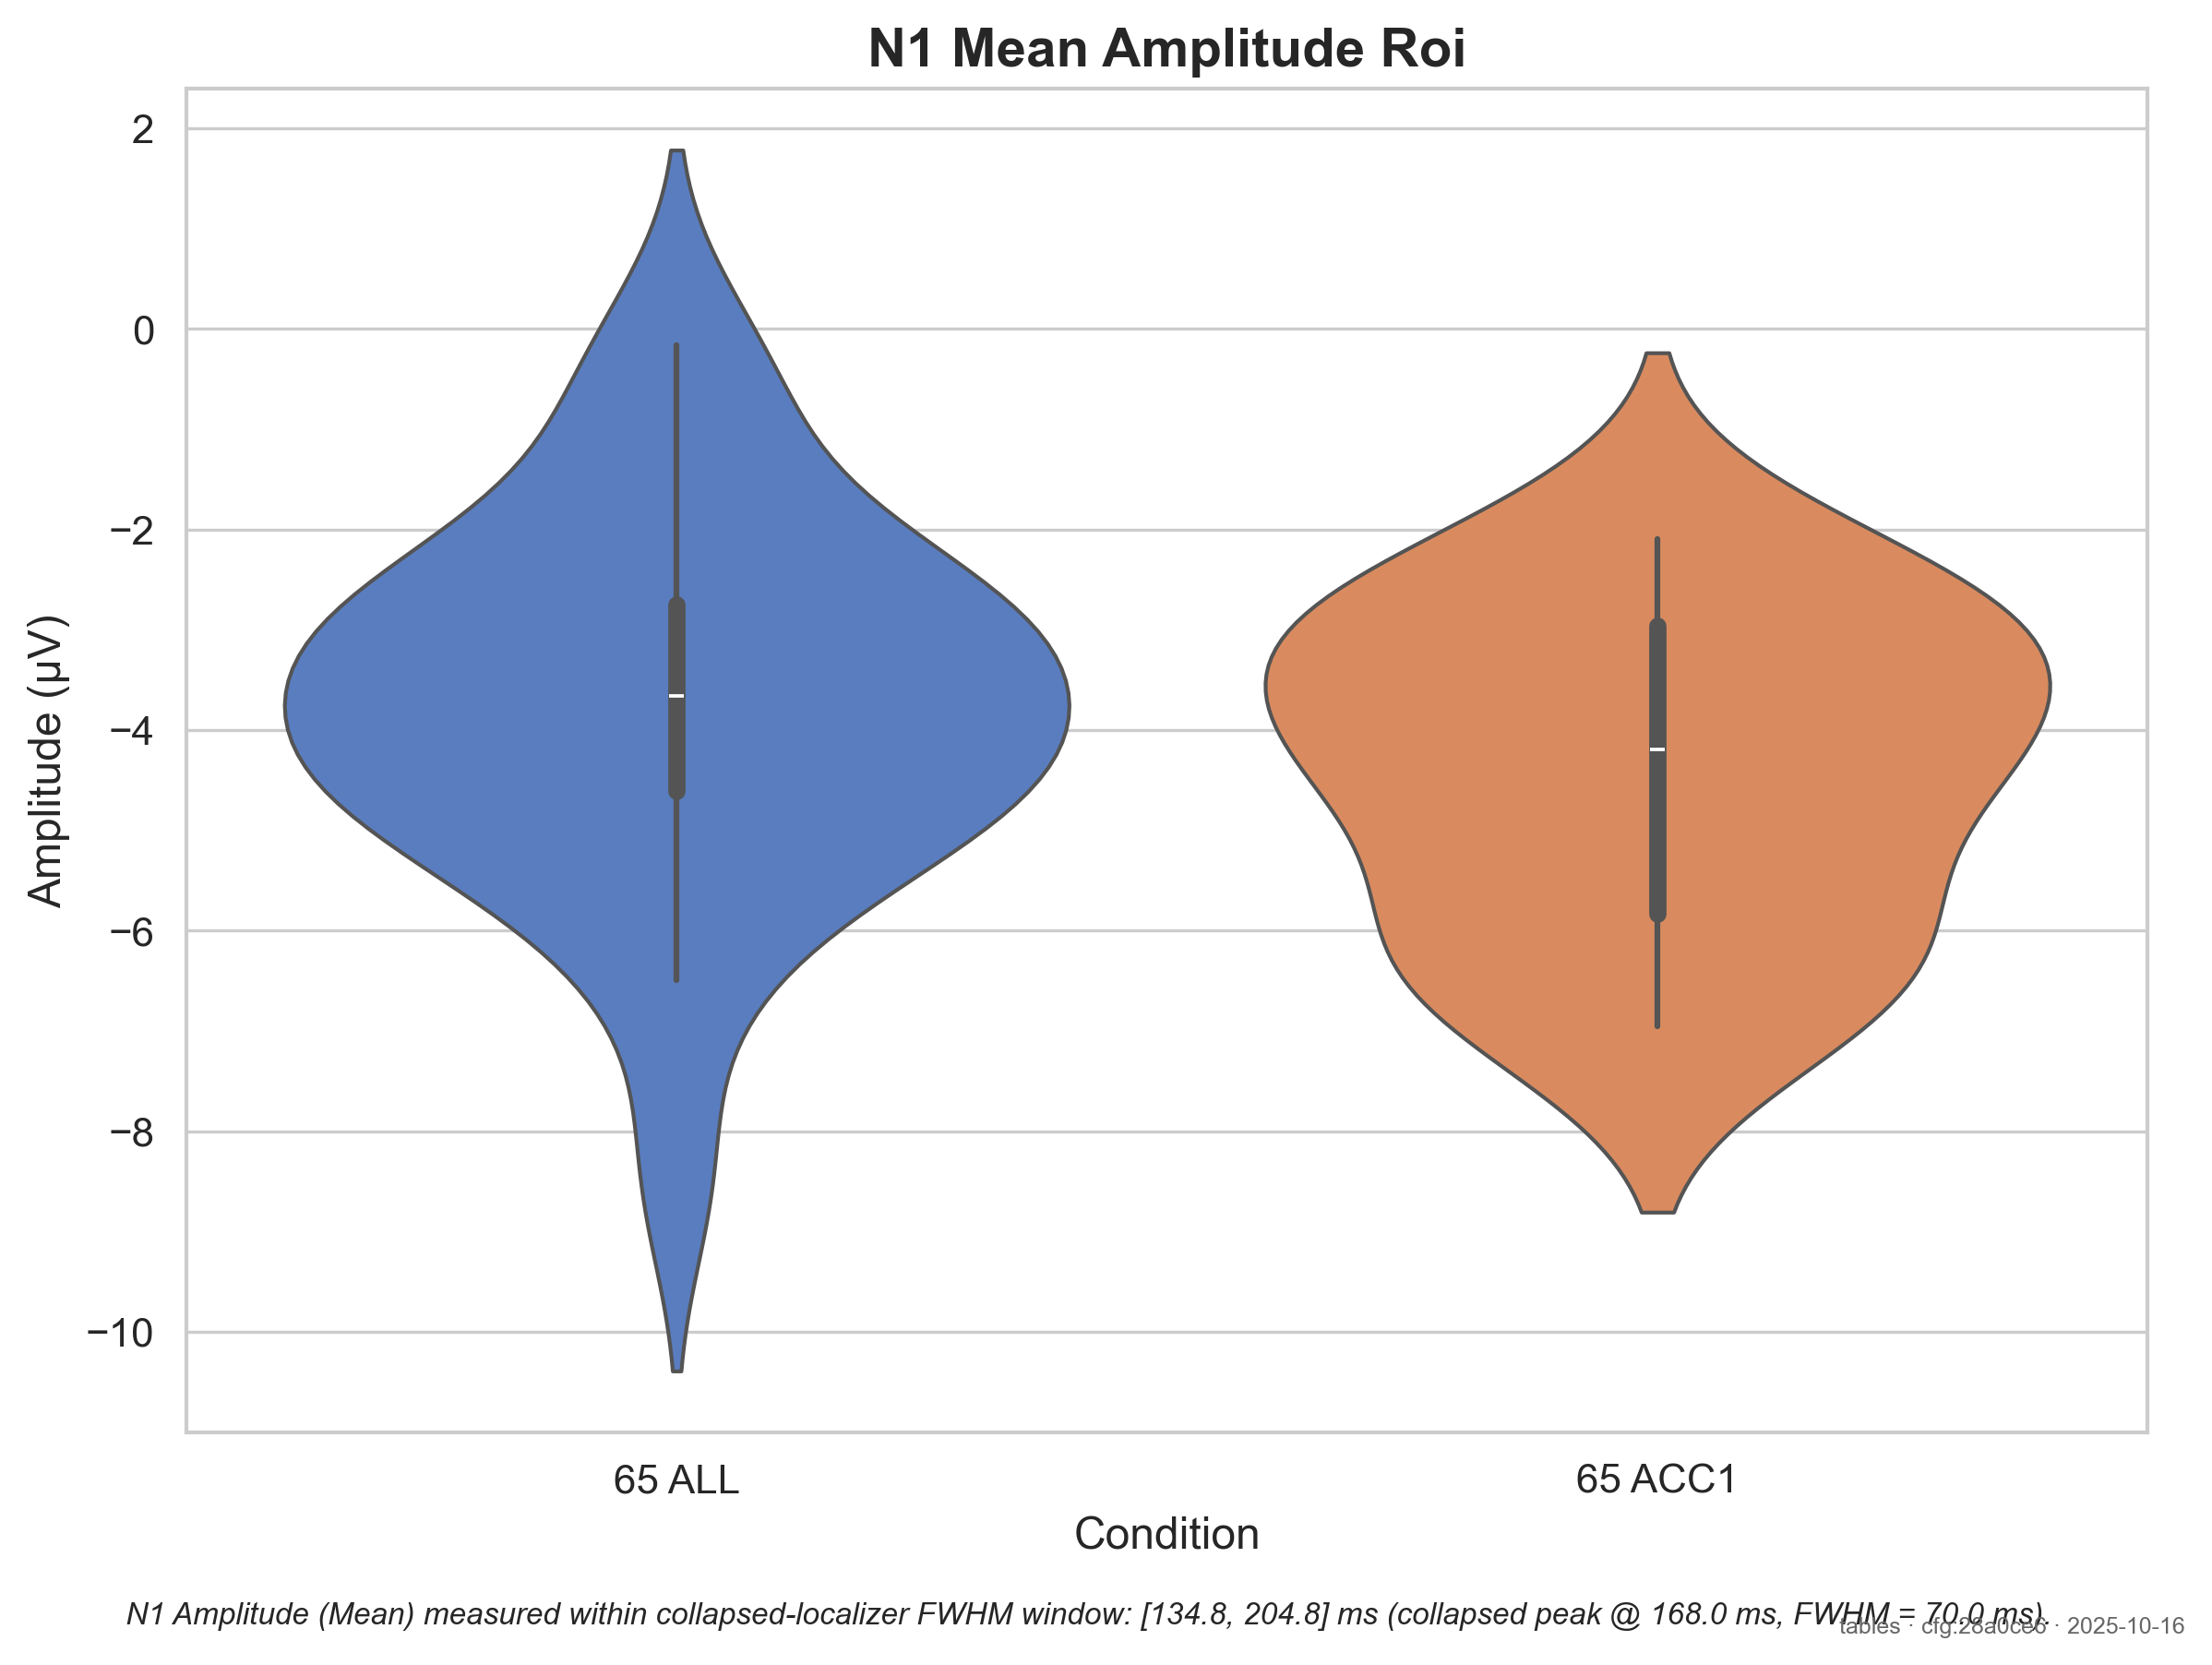 N1 Mean Amplitude Roi
Amplitude (µV)
2
0
−2
−4
−6
−8
−10
65 ALL
65 ACC1
Condition
N1 Amplitude (Mean) measured within collapsed-localizer FWHM window: [134.8, 204.8] ms (collapsed peak @ 168.0 ms, FWHM = 70.0 ms).
tables · cfg:28a0ce6 · 2025-10-16